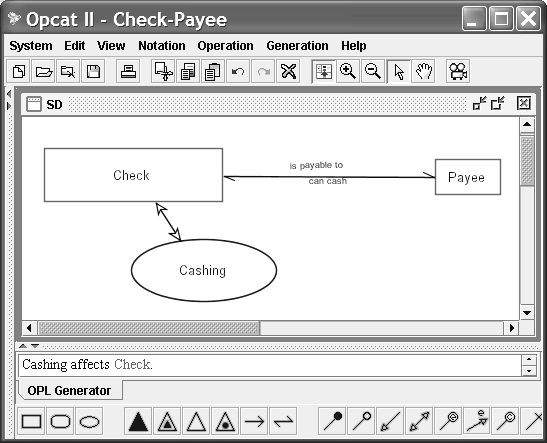 Opcat II - Check-Payee
System Edit View Notation Operation Generation Help
SD
is payable to
Check
can cash
Payee
Cashing
Cashing affects Check.
OPL Generator